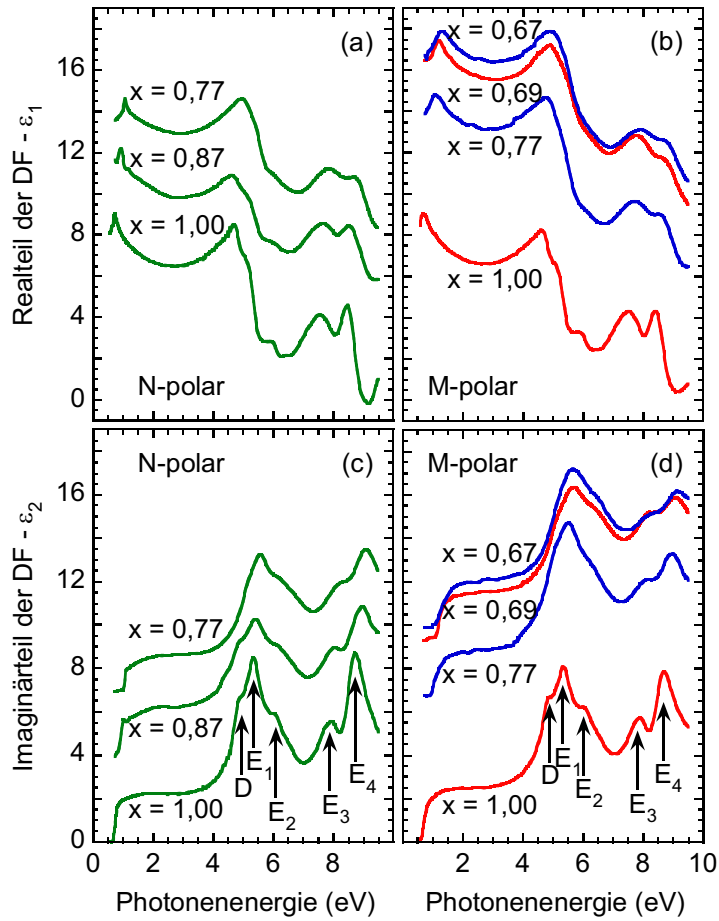 Realteil der DF - ε₁
16
12
8
4
0
(a)
x = 0,77
x = 0,87
x = 1,00
N-polar
(b)
x = 0,67
x = 0,69
x = 0,77
x = 1,00
M-polar
Imaginärteil der DF - ε₂
16
12
8
4
0
N-polar
(c)
x = 0,77
x = 0,87
x = 1,00
D
E₁
E₂
E₃
E₄
M-polar
(d)
x = 0,67
x = 0,69
x = 0,77
x = 1,00
D
E₁
E₂
E₃
E₄
0 2 4 6 8
2 4 6 8 10
Photonenenergie (eV)
Photonenenergie (eV)